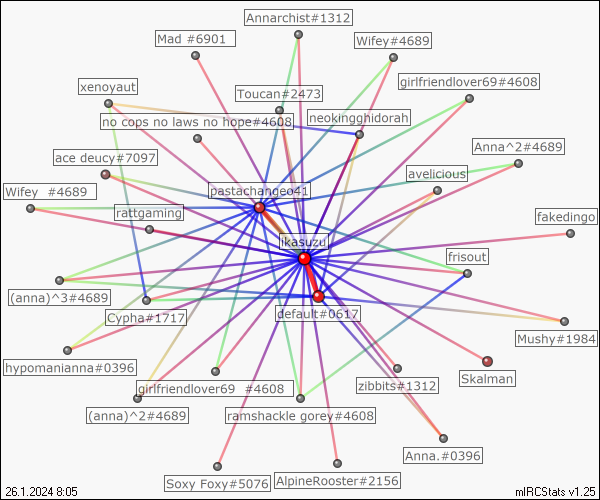 Annarchist#1312
Mad #6901
Wifey#4689
girlfriendlover69#4608
xenoyaut
Toucan#2473
neokingghidorah
no cops no laws no hope#4608
Anna^2#4689
ace deucy#7097
avelicious
Wifey  #4689
pastachangeo41
rattgaming
fakedingo
ikasuzu
frisout
(anna)^3#4689
default#0617
Cypha#1717
Mushy#1984
hypomanianna#0396
Skalman
girlfriendlover69  #4608
zibbits#1312
(anna)^2#4689
ramshackle gorey#4608
Anna.#0396
Soxy Foxy#5076
AlpineRooster#2156
26.1.2024 8:05
mIRCStats v1.25